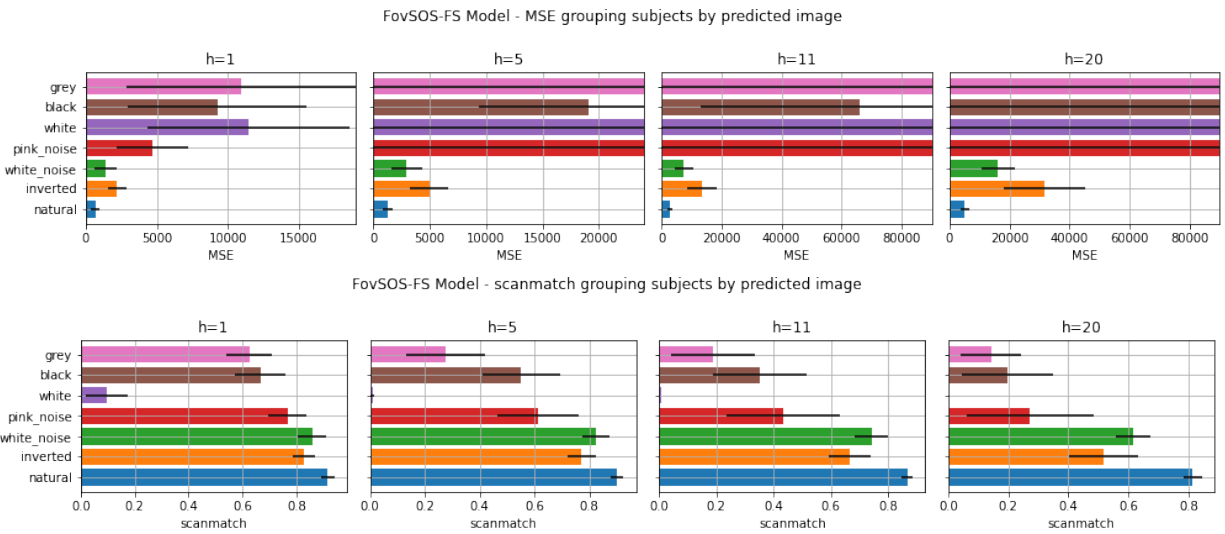 FovSOS-FS Model - MSE grouping subjects by predicted image
h=1 h=5 h=11 h=20
grey
black
white
pink_noise
white_noise
inverted
natural
0 5000 10000 15000 0 5000 10000 15000 20000 0 20000 40000 60000 80000 0 20000 40000 60000 80000
MSE MSE MSE MSE
FovSOS-FS Model - scanmatch grouping subjects by predicted image
h=1 h=5 h=11 h=20
grey
black
white
pink_noise
white_noise
inverted
natural
0.0 0.2 0.4 0.6 0.8 0.0 0.2 0.4 0.6 0.8 0.0 0.2 0.4 0.6 0.8 0.0 0.2 0.4 0.6 0.8
scanmatch scanmatch scanmatch scanmatch